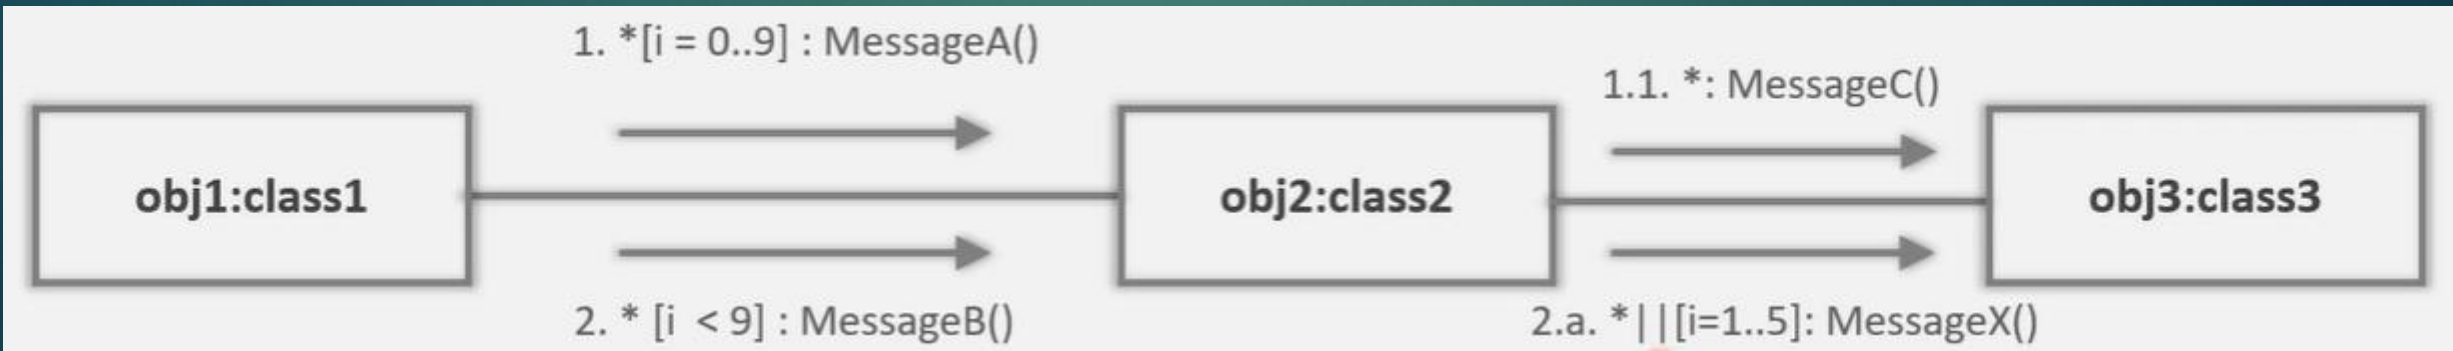 1. *[i = 0..9] : MessageA()
1.1. *: MessageC()
obj1:class1
obj2:class2
obj3:class3
2. * [i < 9] : MessageB()
2.a. *||[i=1..5]: MessageX()